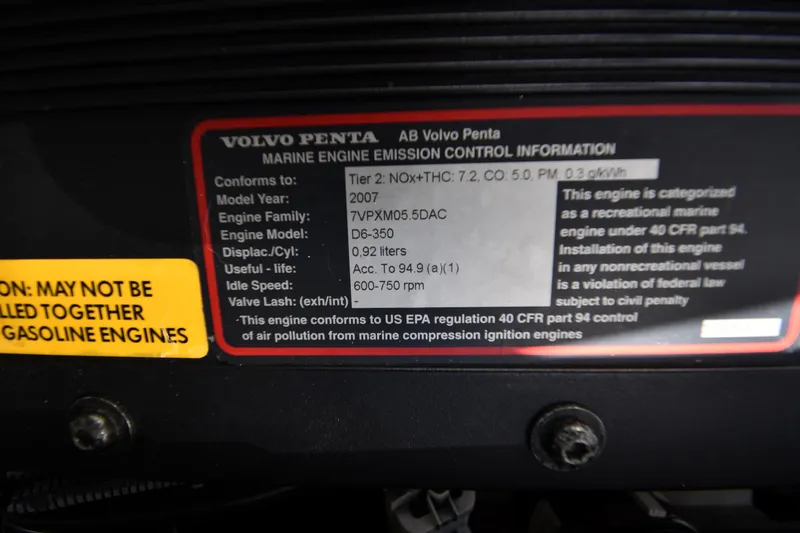 VOLVO PENTA AB Volvo Penta
MARINE ENGINE EMISSION CONTROL INFORMATION
Conforms to: Tier 2: NOx+THC: 7.2, CO: 5.0, PM: 0.3 g/kWh
Model Year: 2007
Engine Family: 7VPXM05.5DAC
Engine Model: D6-350
Displac./Cyl: 0,92 liters
Useful - life: Acc. To 94.9 (a)(1)
Idle Speed: 600-750 rpm
Valve Lash: (exh/int) -
This engine is categorized
as a recreational marine
engine under 40 CFR part 94.
Installation of this engine
in any nonrecreational vessel
is a violation of federal law
subject to civil penalty
·This engine conforms to US EPA regulation 40 CFR part 94 control
of air pollution from marine compression ignition engines
ON: MAY NOT BE
LLED TOGETHER
GASOLINE ENGINES